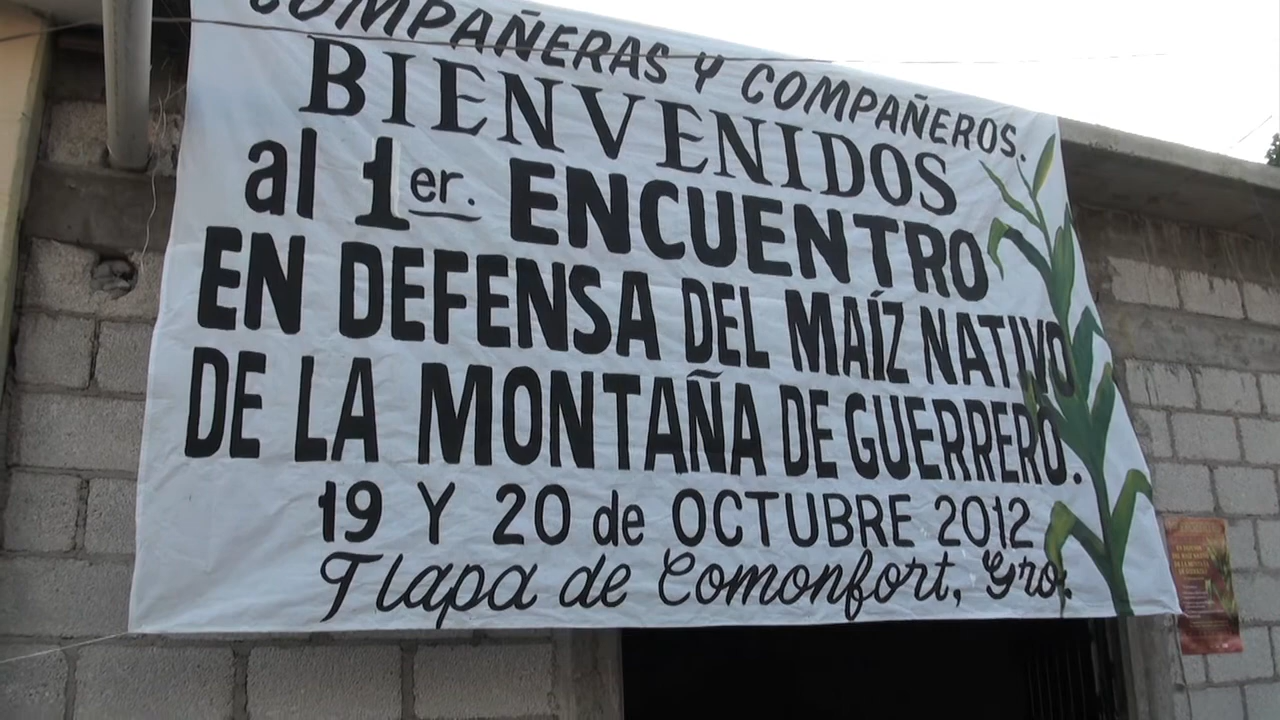 COMPAÑERAS Y COMPAÑEROS.
BIENVENIDOS
al 1er. ENCUENTRO
EN DEFENSA DEL MAÍZ NATIVO
DE LA MONTAÑA DE GUERRERO.
19 Y 20 de OCTUBRE 2012
Tlapa de Comonfort, Gro.